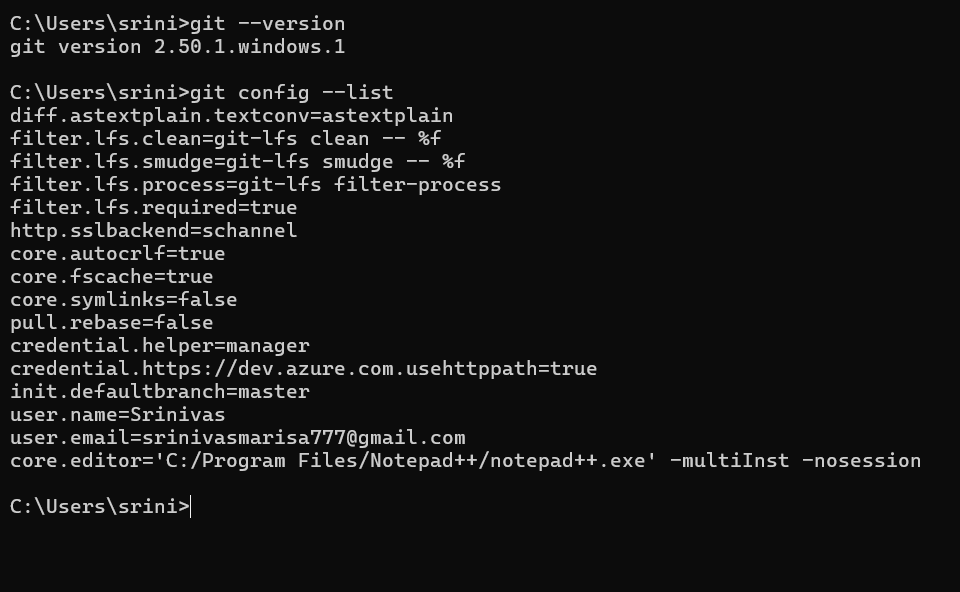 C:\Users\srini>git --version
git version 2.50.1.windows.1
C:\Users\srini>git config --list
diff.astextplain.textconv=astextplain
filter.lfs.clean=git-lfs clean -- %f
filter.lfs.smudge=git-lfs smudge -- %f
filter.lfs.process=git-lfs filter-process
filter.lfs.required=true
http.sslbackend=schannel
core.autocrlf=true
core.fscache=true
core.symlinks=false
pull.rebase=false
credential.helper=manager
credential.https://dev.azure.com.usehttppath=true
init.defaultbranch=master
user.name=Srinivas
user.email=srinivasmarisa777@gmail.com
core.editor='C:/Program Files/Notepad++/notepad++.exe' -multiInst -nosession
C:\Users\srini>